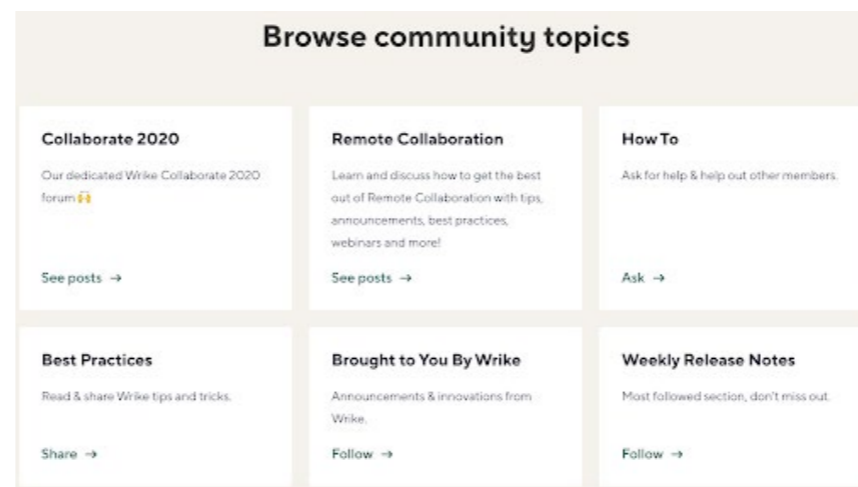 Browse community topics
Collaborate 2020
Our dedicated Wrike Collaborate 2020
forum 🙌
See posts →
Remote Collaboration
Learn and discuss how to get the best
out of Remote Collaboration with tips,
announcements, best practices,
webinars and more!
See posts →
How To
Ask for help & help out other members.
Ask →
Best Practices
Read & share Wrike tips and tricks.
Share →
Brought to You By Wrike
Announcements & innovations from
Wrike.
Follow →
Weekly Release Notes
Most followed section, don't miss out.
Follow →